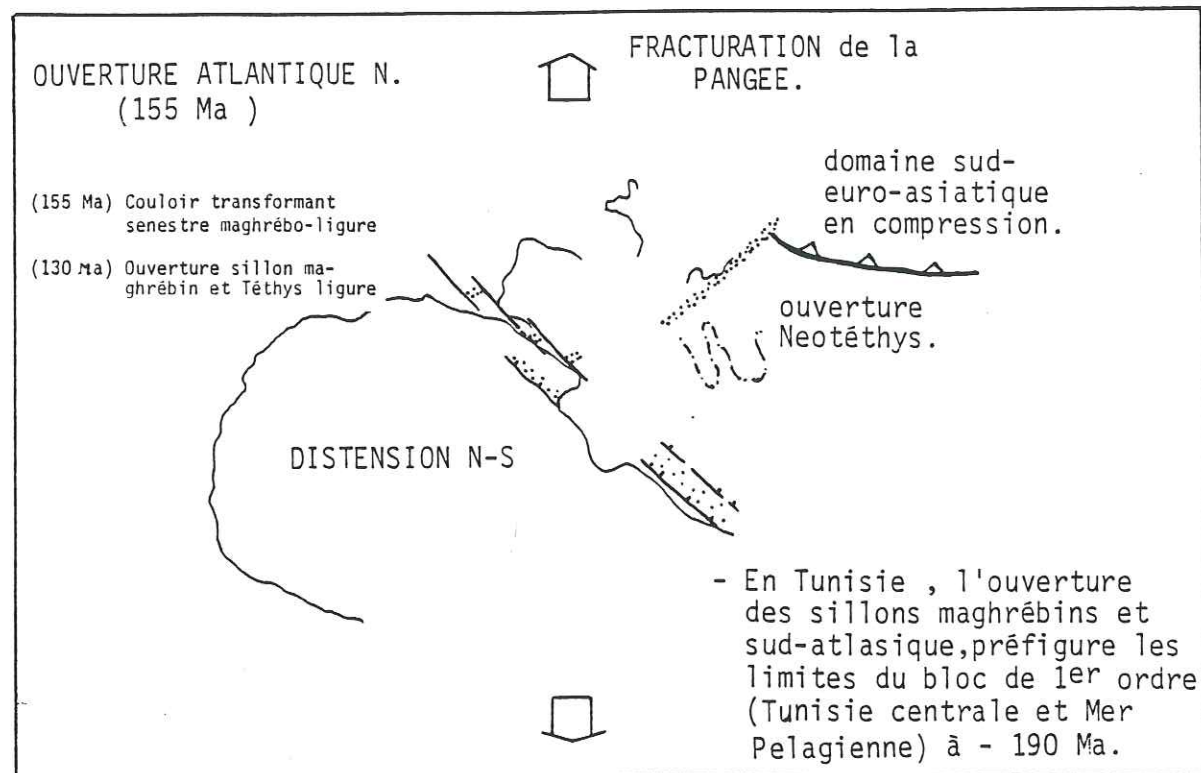 OUVERTURE ATLANTIQUE N.
(155 Ma )
FRACTURATION de la
PANGEE.
(155 Ma) Couloir transformant
senestre maghrébo-ligure
(130 Ma) Ouverture sillon ma-
ghrébin et Téthys ligure
domaine sud-
euro-asiatique
en compression.
ouverture
Neotéthys.
DISTENSION N-S
- En Tunisie , l'ouverture
des sillons maghrébins et
sud-atlasique,préfigure les
limites du bloc de 1er ordre
(Tunisie centrale et Mer
Pelagienne) à - 190 Ma.